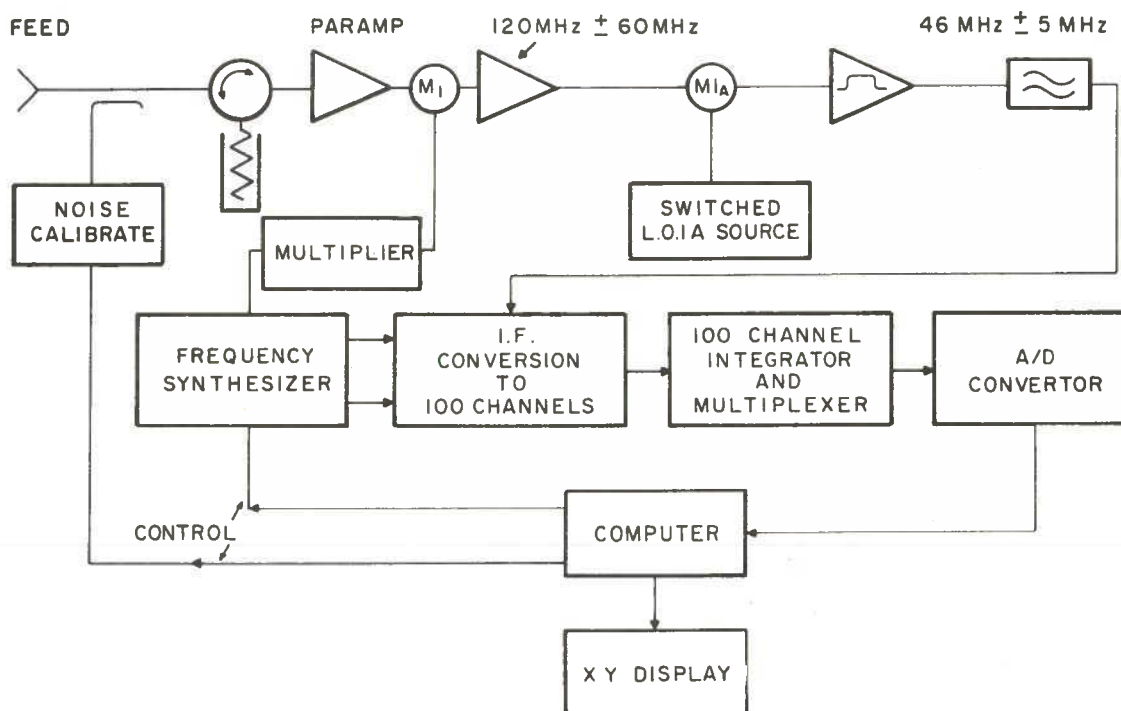 FEED
PARAMP
120MHz ± 60MHz
46 MHz ± 5 MHz
M1
M1A
NOISE
CALIBRATE
MULTIPLIER
SWITCHED
L.O.1A SOURCE
FREQUENCY
SYNTHESIZER
I.F.
CONVERSION
TO
100 CHANNELS
100 CHANNEL
INTEGRATOR
AND
MULTIPLEXER
A/D
CONVERTOR
CONTROL
COMPUTER
X Y DISPLAY